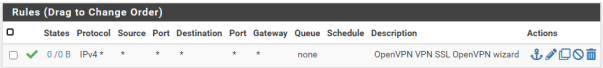 Rules (Drag to Change Order)
States Protocol Source Port Destination Port Gateway Queue Schedule Description Actions
0 /0 B IPv4 * * * * * * none OpenVPN VPN SSL OpenVPN wizard